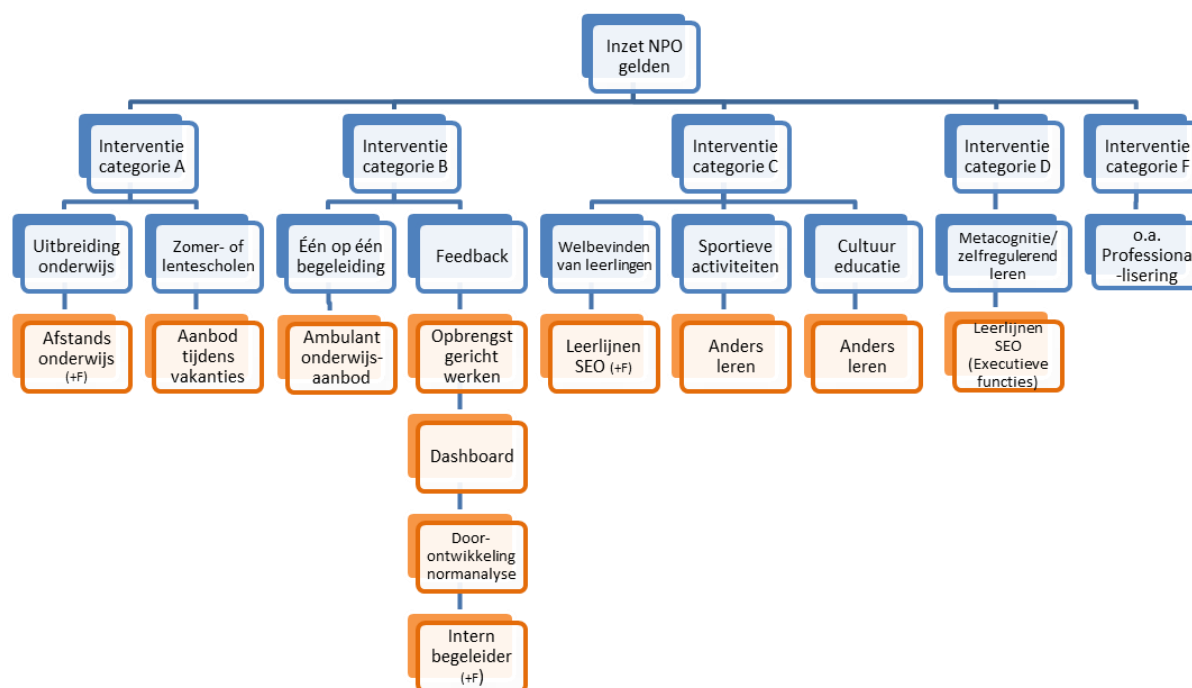 Inzet NPO
gelden
Interventie
categorie A
Interventie
categorie B
Interventie
categorie C
Interventie
categorie D
Interventie
categorie F
Uitbreiding
onderwijs
Zomer- of
lentescholen
Één op één
begeleiding
Feedback
Welbevinden
van leerlingen
Sportieve
activiteiten
Cultuur
educatie
Metacognitie/
zelfregulerend
leren
o.a.
Professiona
-lisering
Afstands
onderwijs
(+F)
Aanbod
tijdens
vakanties
Ambulant
onderwijs-
aanbod
Opbrengst
gericht
werken
Leerlijnen
SEO (+F)
Anders
leren
Anders
leren
Leerlijnen
SEO
(Executieve
functies)
Dashboard
Door-
ontwikkeling
normanalyse
Intern
begeleider
(+F)